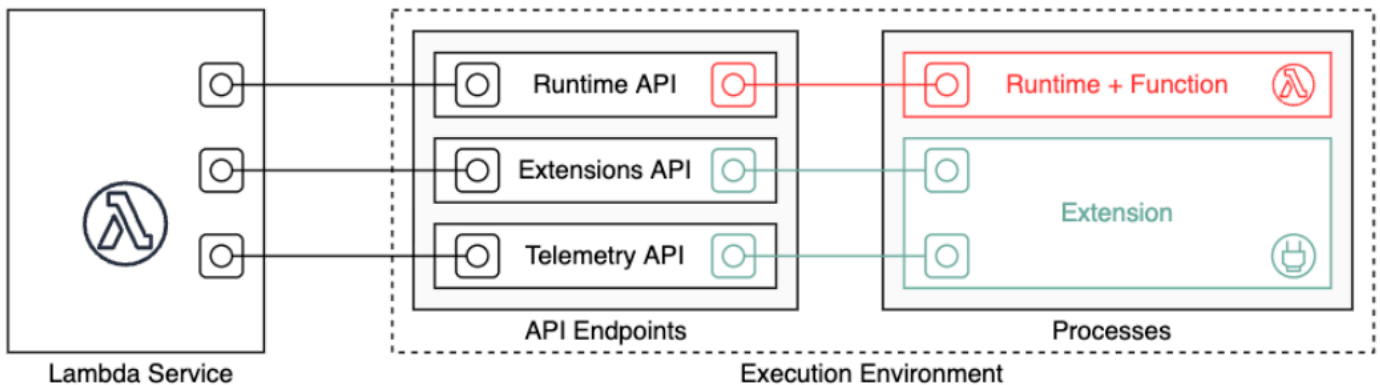 Runtime API
Runtime + Function
Extensions API
Extension
Telemetry API
API Endpoints
Processes
Lambda Service
Execution Environment